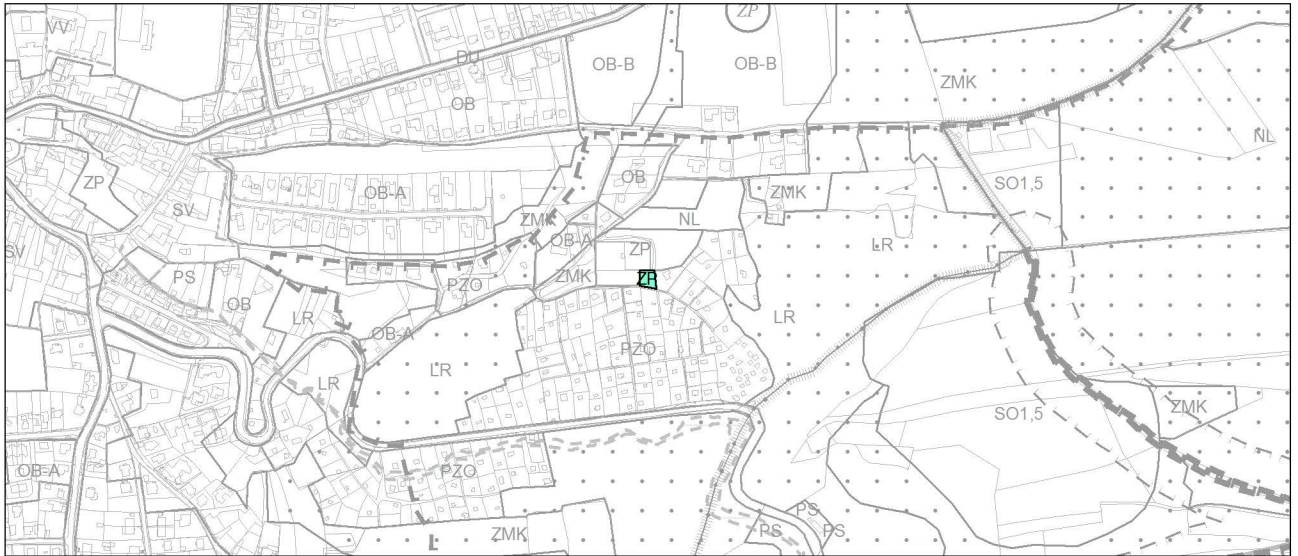 ZP
VV
DU
OB-B
OB-B
ZMK
OB
NL
ZP
OB
SO1,5
SV
OB-A
ZMK
ZMK
NL
SV
OB-A
ZP
LR
PS
ZMK
PZO
ZP
OB
LR
LR
OB-A
PZO
LR
LR
SO1,5
ZMK
OB-A
PZO
PS
PS
PS
ZMK